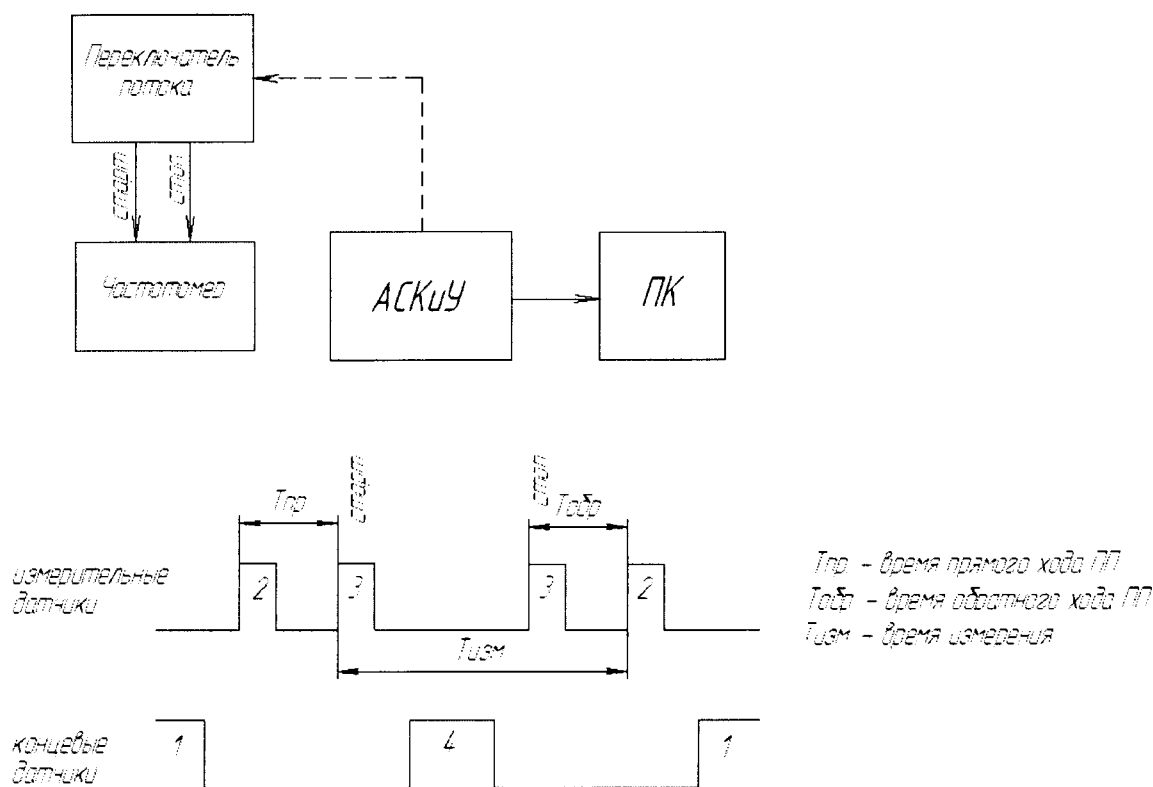 Переключатель
потока
старт
стоп
Частотомер
АСКиУ
ПК
старт
стоп
Тпр
Тобр
измерительные
датчики
2
3
3
2
Тизм
Тпр - время прямого хода ПП
Тобр - время обратного хода ПП
Тизм - время измерения
концевые
датчики
1
4
1